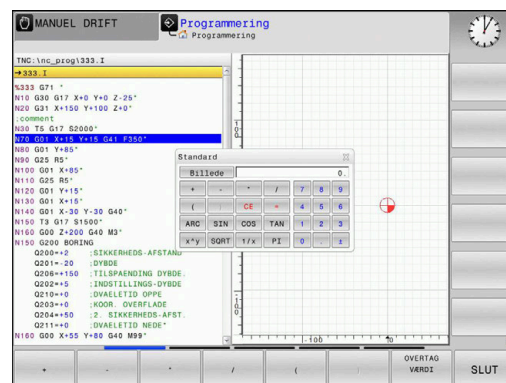 MANUEL DRIFT
Programmering
Programmering
TNC:\nc_prog\333.I
→333.I
%333 G71 *
N10 G30 G17 X+0 Y+0 Z-25*
N20 G31 X+150 Y+100 Z+0*
;comment
N30 T5 G17 S2000*
N70 G01 X+15 Y+15 G41 F350*
N80 G01 Y+85*
N90 G25 R5*
N100 G01 X+85*
N110 G25 R5*
N120 G01 Y+15*
N130 G01 X+15*
N140 G01 X-30 Y-30 G40*
N150 T3 G17 S1500*
N160 G00 Z+200 G40 M3*
N150 G200 BORING
Q200=+2 ;SIKKERHEDS-AFSTAND
Q201=-20 ;DYBDE
Q206=+150 ;TILSPAENDING DYBDE.
Q202=+5 ;INDSTILLINGS-DYBDE
Q210=+0 ;DVAELETID OPPE
Q203=+0 ;KOOR. OVERFLADE
Q204=+50 ;2. SIKKERHEDS-AFST.
Q211=+0 ;DVAELETID NEDE*
N160 G00 X+55 Y+80 G40 M99*
Standard
Billede 0.
+ - * / 7 8 9
( ) CE = 4 5 6
ARC SIN COS TAN 1 2 3
x^y SQRT 1/x PI 0 . ±
-100
+ - * / ( ) OVERTAG VÆRDI SLUT